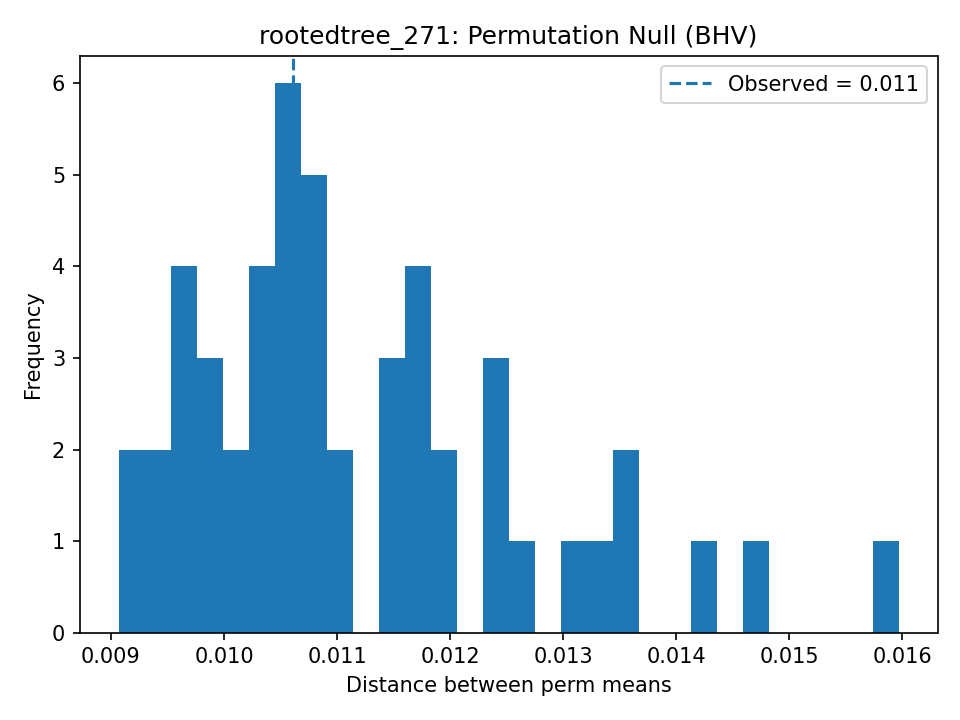 rootedtree_271: Permutation Null (BHV)
Observed = 0.011
Frequency
6
5
4
3
2
1
0
0.009 0.010 0.011 0.012 0.013 0.014 0.015 0.016
Distance between perm means